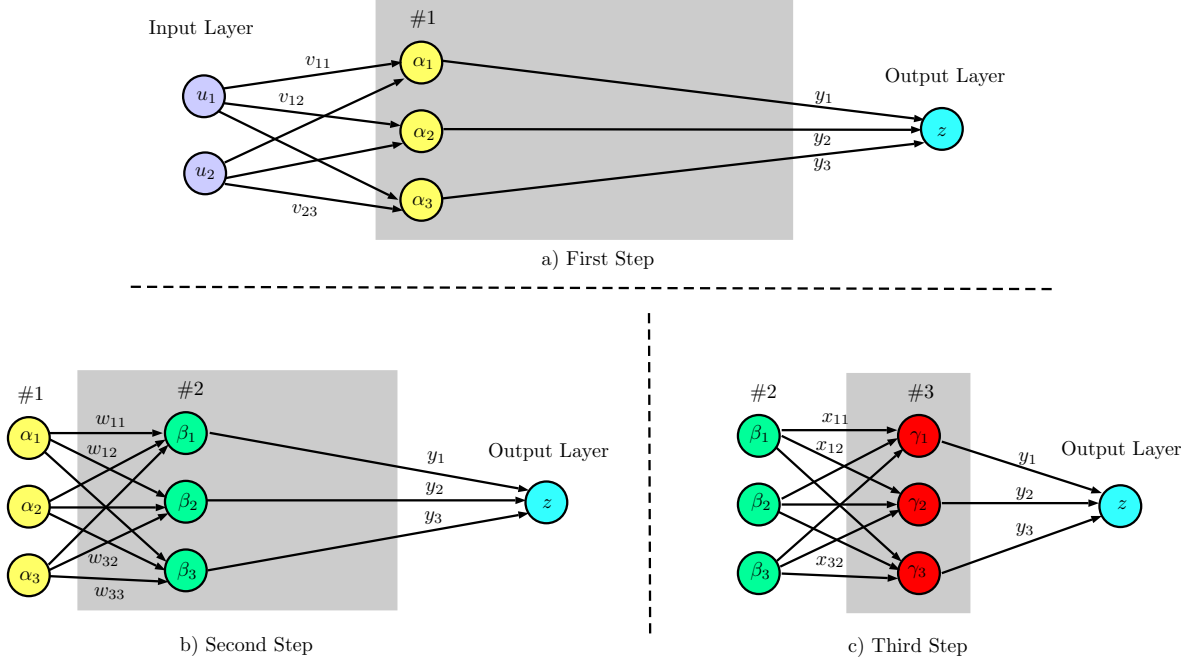 #1
Input Layer
Output Layer
u₁
u₂
v₁₁
v₁₂
v₂₃
α₁
α₂
α₃
y₁
y₂
y₃
z
a) First Step
#1
#2
Output Layer
α₁
α₂
α₃
w₁₁
w₁₂
w₃₂
w₃₃
β₁
β₂
β₃
y₁
y₂
y₃
z
b) Second Step
#2
#3
Output Layer
β₁
β₂
β₃
x₁₁
x₁₂
x₃₂
γ₁
γ₂
γ₃
y₁
y₂
y₃
z
c) Third Step